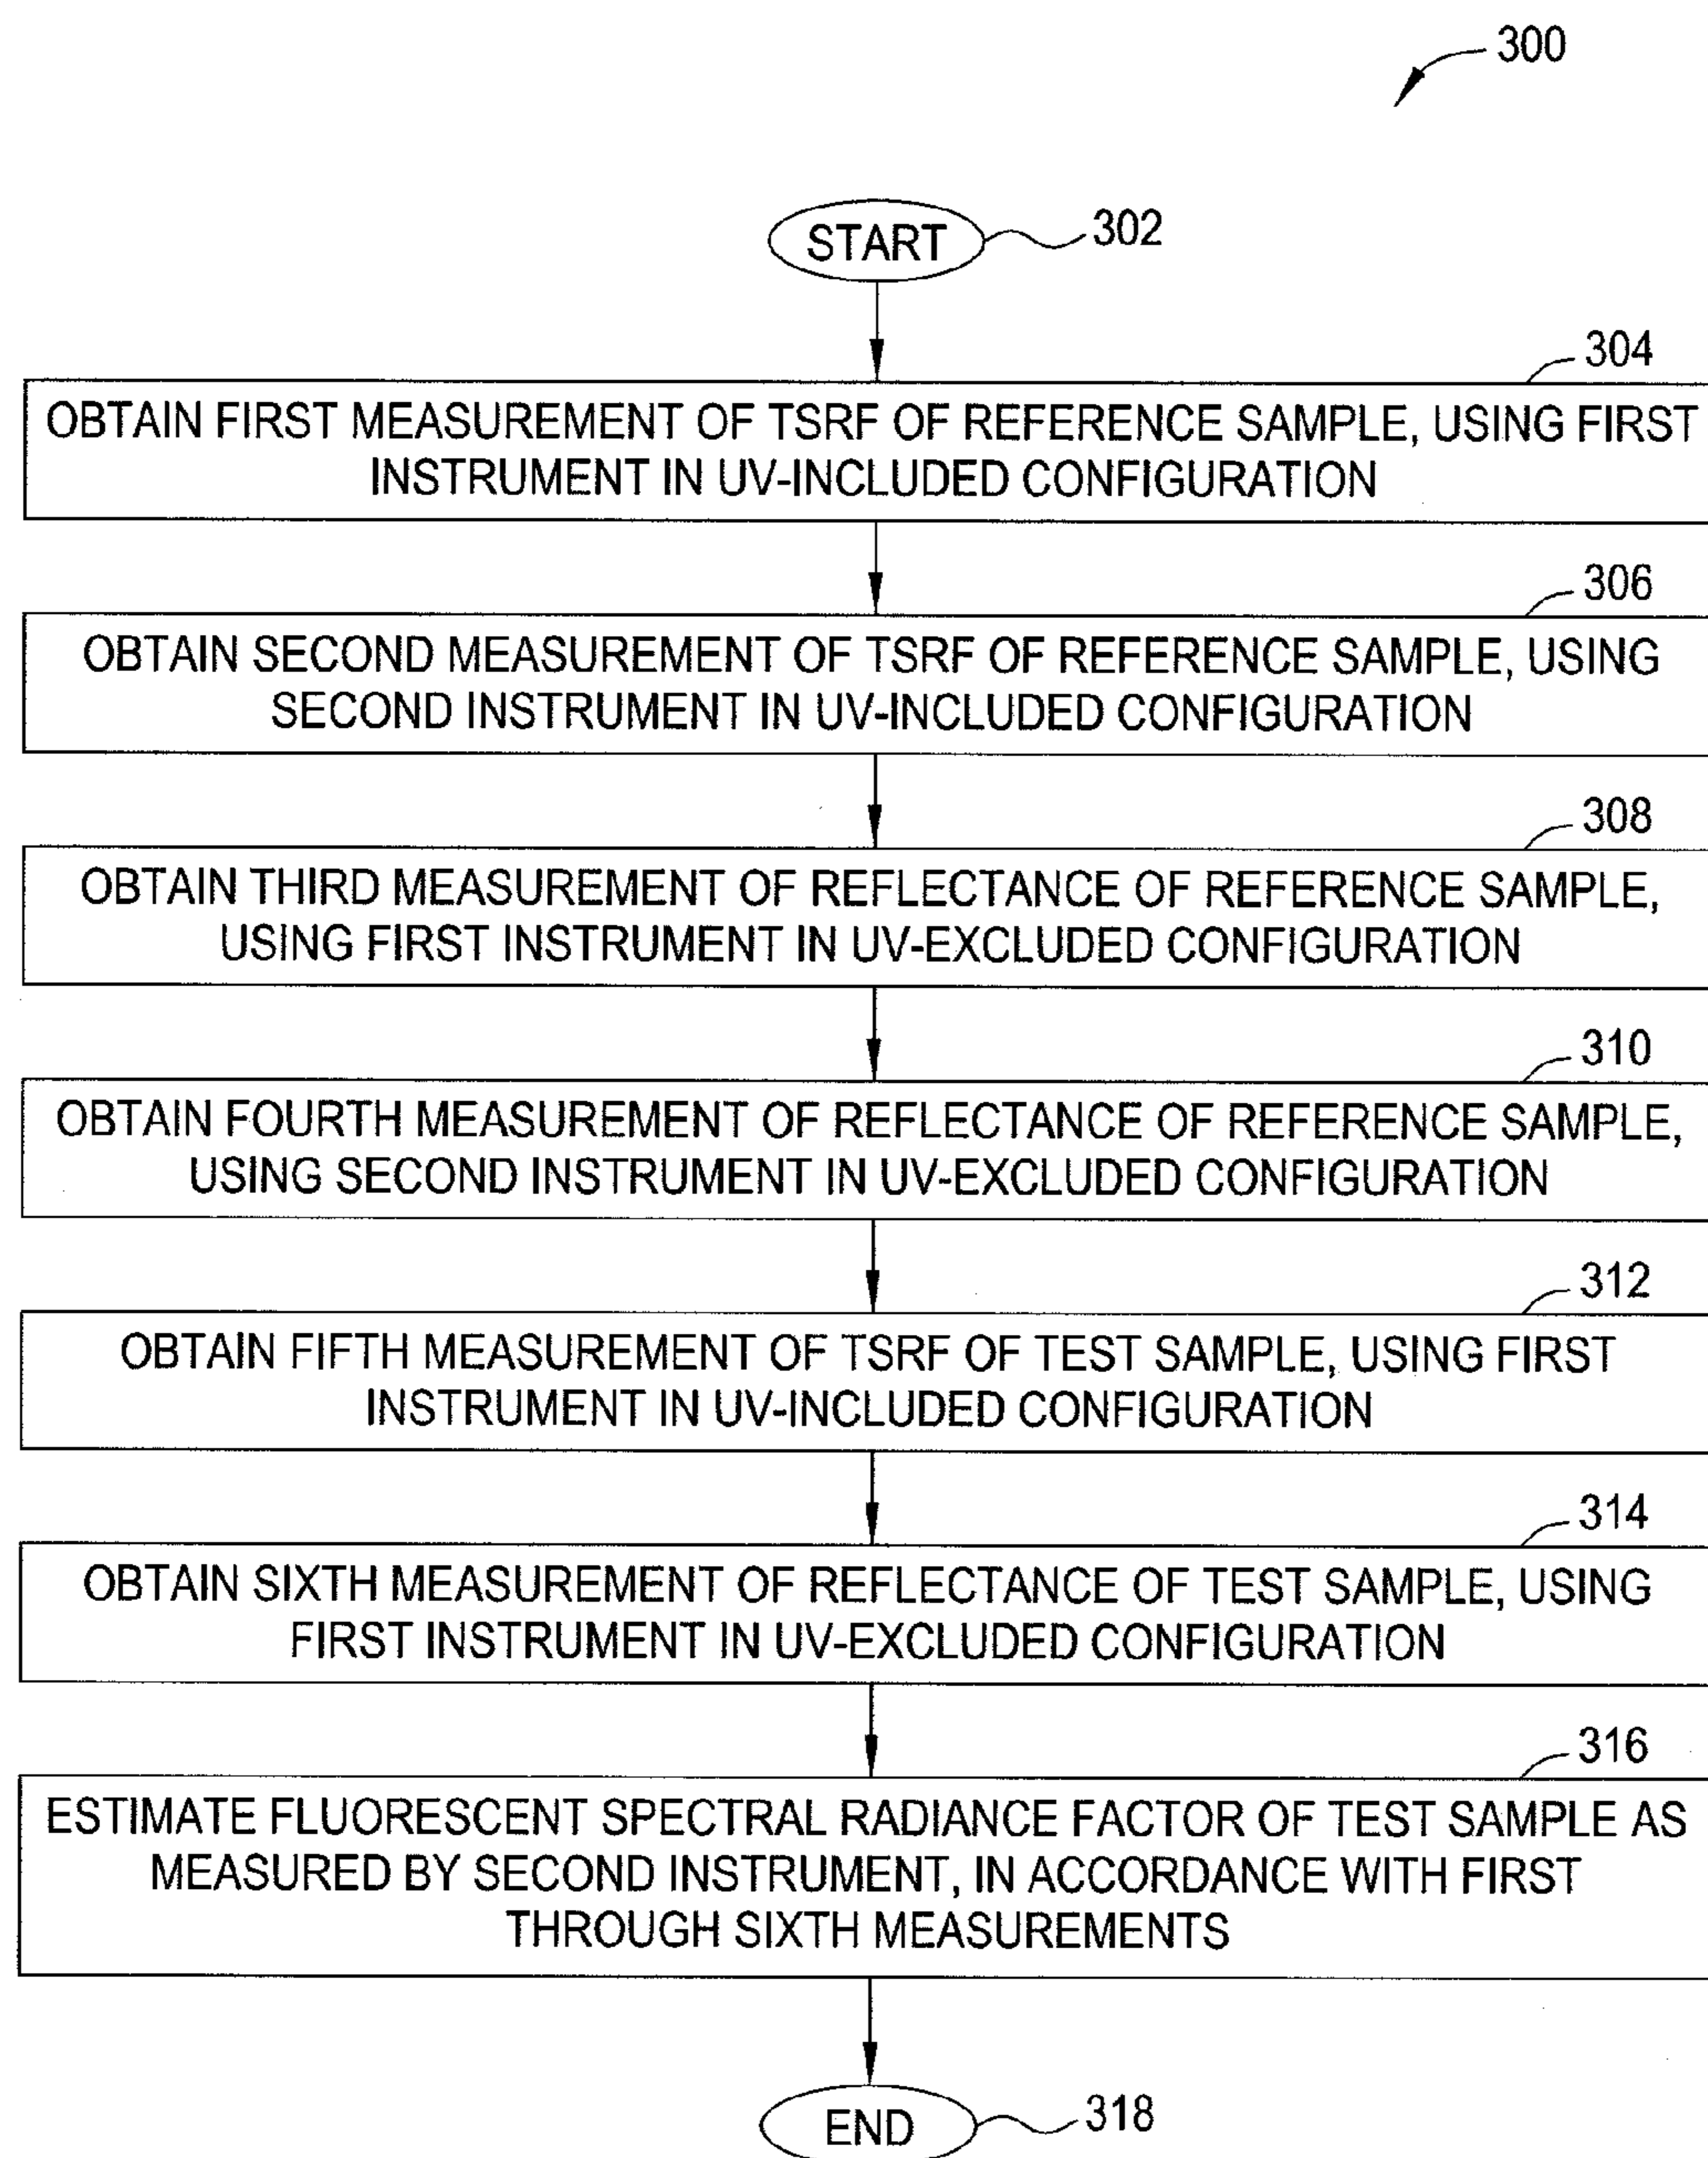 300
START
302
304
OBTAIN FIRST MEASUREMENT OF TSRF OF REFERENCE SAMPLE, USING FIRST
INSTRUMENT IN UV-INCLUDED CONFIGURATION
306
OBTAIN SECOND MEASUREMENT OF TSRF OF REFERENCE SAMPLE, USING
SECOND INSTRUMENT IN UV-INCLUDED CONFIGURATION
308
OBTAIN THIRD MEASUREMENT OF REFLECTANCE OF REFERENCE SAMPLE,
USING FIRST INSTRUMENT IN UV-EXCLUDED CONFIGURATION
310
OBTAIN FOURTH MEASUREMENT OF REFLECTANCE OF REFERENCE SAMPLE,
USING SECOND INSTRUMENT IN UV-EXCLUDED CONFIGURATION
312
OBTAIN FIFTH MEASUREMENT OF TSRF OF TEST SAMPLE, USING FIRST
INSTRUMENT IN UV-INCLUDED CONFIGURATION
314
OBTAIN SIXTH MEASUREMENT OF REFLECTANCE OF TEST SAMPLE, USING
FIRST INSTRUMENT IN UV-EXCLUDED CONFIGURATION
316
ESTIMATE FLUORESCENT SPECTRAL RADIANCE FACTOR OF TEST SAMPLE AS
MEASURED BY SECOND INSTRUMENT, IN ACCORDANCE WITH FIRST
THROUGH SIXTH MEASUREMENTS
END
318